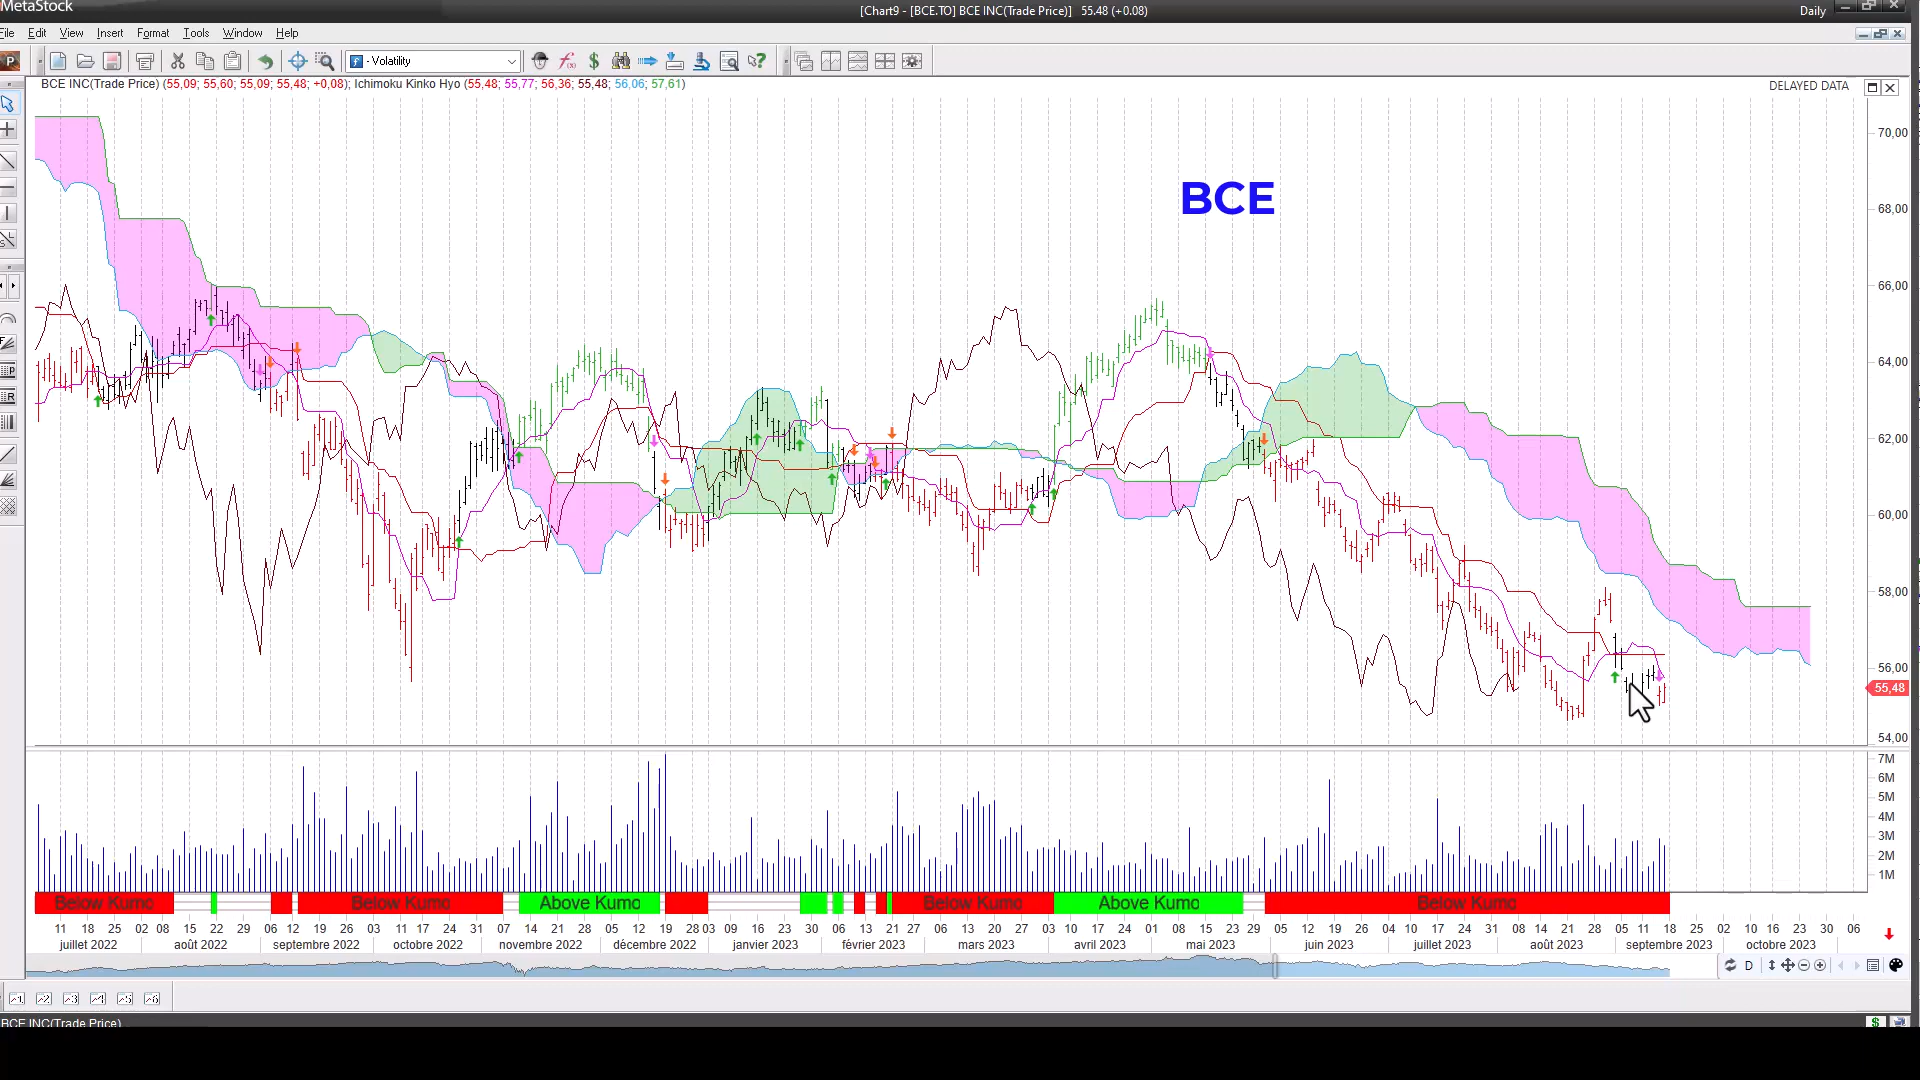 MetaStock
[Chart9 - [BCE.TO] BCE INC(Trade Price)] 55.48 (+0.08)
Daily
File Edit View Insert Format Tools Window Help
- Volatility
BCE INC(Trade Price) (55,09; 55,60; 55,09; 55,48; +0,08); Ichimoku Kinko Hyo (55,48; 55,77; 56,36; 55,48; 56,06; 57,61)
DELAYED DATA
70,00
BCE
68,00
66,00
64,00
62,00
60,00
58,00
56,00
55,48
54,00
7M
6M
5M
4M
3M
2M
1M
Below Kumo Below Kumo Above Kumo Below Kumo Above Kumo Below Kumo
11 18 25 02 08 15 22 29 06 12 19 26 03 11 17 24 31 07 14 21 28 05 12 19 28 03 09 16 23 30 06 13 21 27 06 13 20 27 03 10 17 24 01 08 15 23 29 05 12 19 26 04 10 17 24 31 08 14 21 28 05 11 18 25 02 10 16 23 30 06
juillet 2022 août 2022 septembre 2022 octobre 2022 novembre 2022 décembre 2022 janvier 2023 février 2023 mars 2023 avril 2023 mai 2023 juin 2023 juillet 2023 août 2023 septembre 2023 octobre 2023
D
BCE INC(Trade Price)